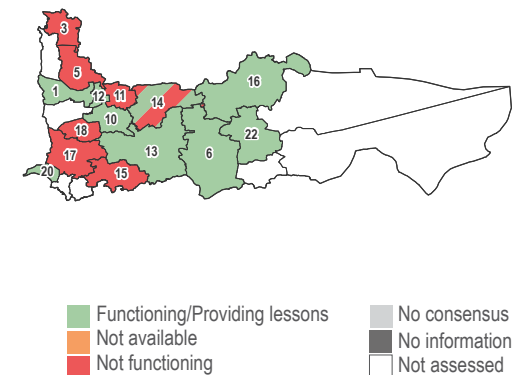 3
5
16
1
12
11
14
10
18
22
13
17
6
15
20
Functioning/Providing lessons
Not available
Not functioning
No consensus
No information
Not assessed